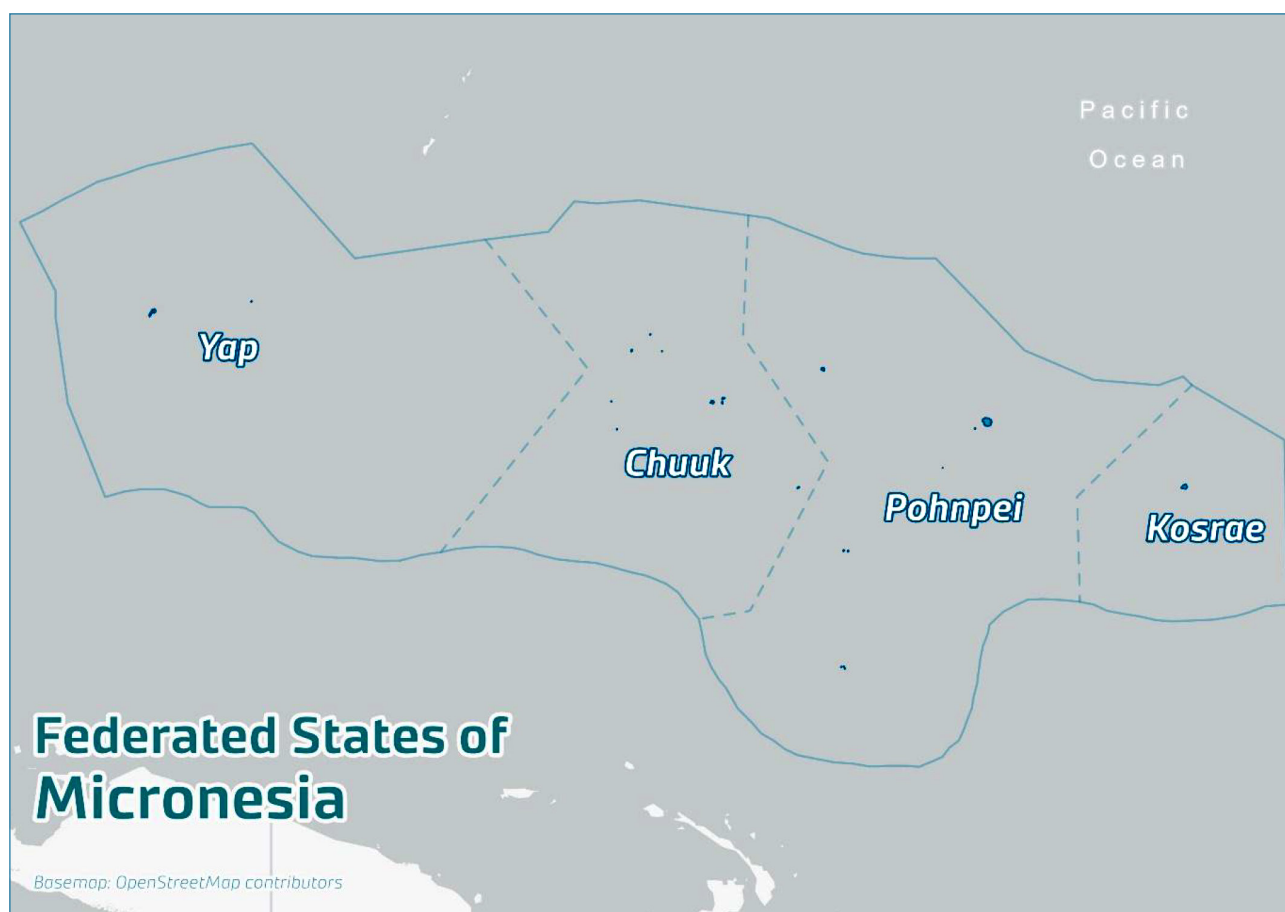 Pacific
Ocean
Yap
Chuuk
Pohnpei
Kosrae
Federated States of
Micronesia
Basemap: OpenStreetMap contributors